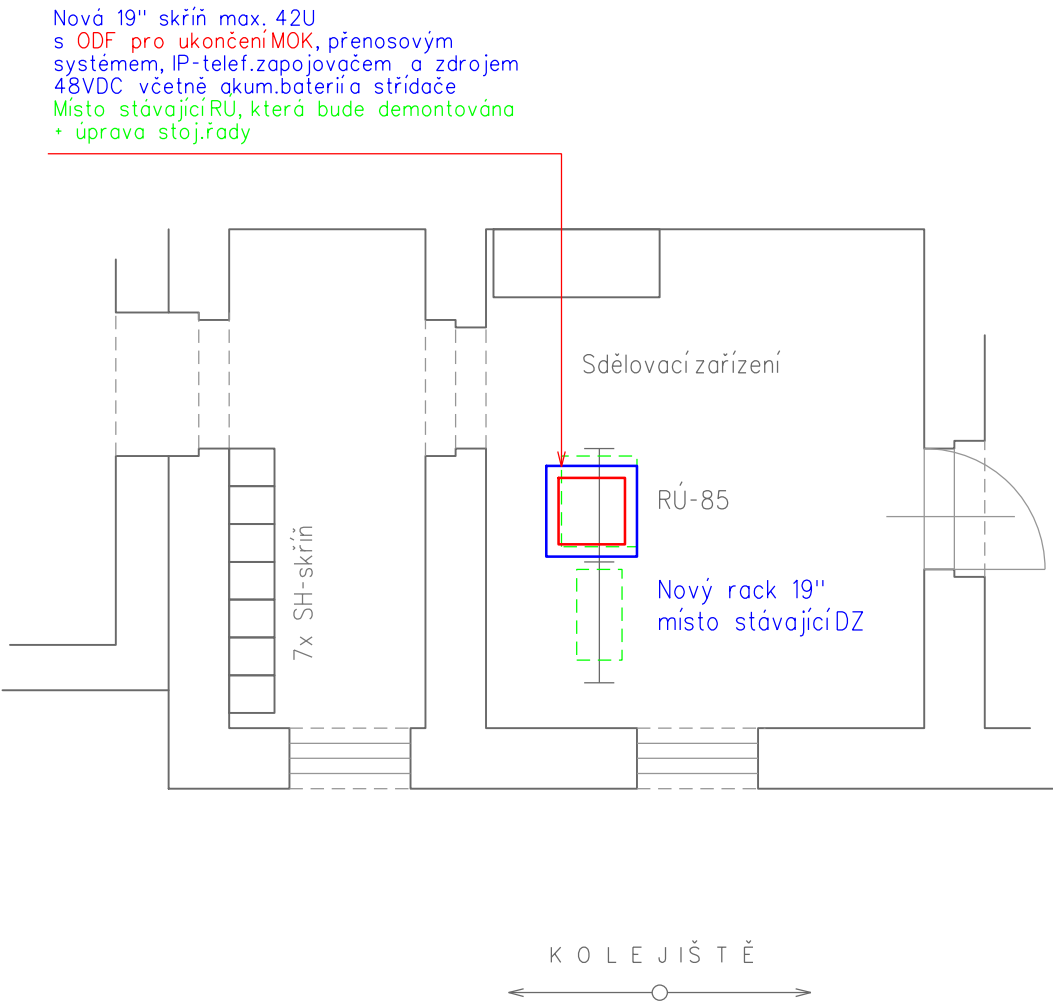 Nová 19" skříň max. 42U
s ODF pro ukončení MOK, přenosovým
systémem, IP-telef.zapojovačem a zdrojem
48VDC včetně akum.baterií a střídače
Místo stávající RÚ, která bude demontována
+ úprava stoj.řady
Sdělovací zařízení
RÚ-85
7x SH-skříň
Nový rack 19"
místo stávající DZ
KOLEJIŠTĚ